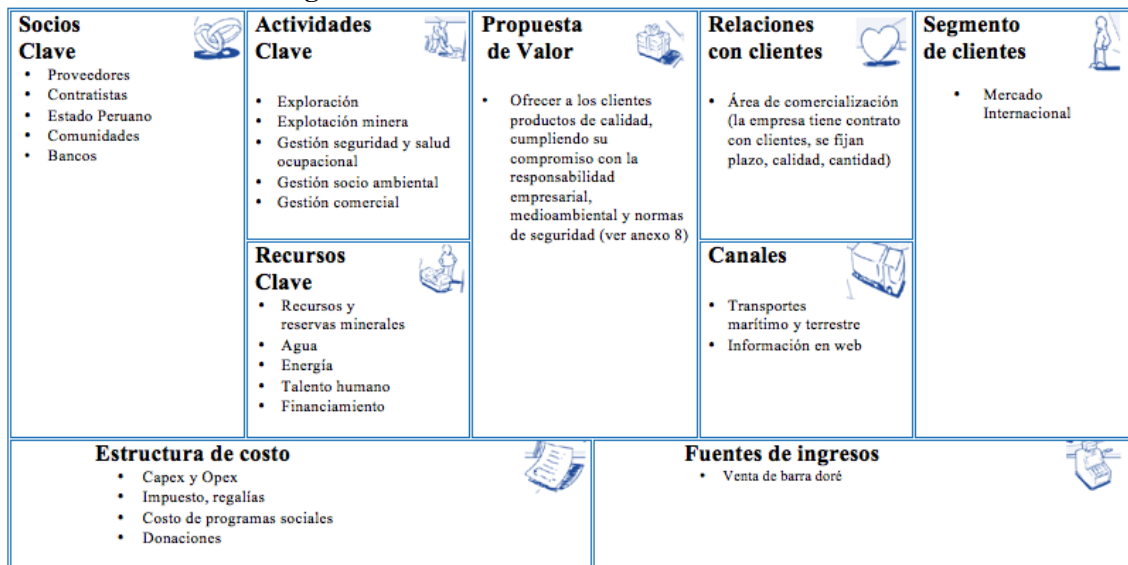 Socios
Clave
• Proveedores
• Contratistas
• Estado Peruano
• Comunidades
• Bancos
Actividades
Clave
• Exploración
• Explotación minera
• Gestión seguridad y salud
ocupacional
• Gestión socio ambiental
• Gestión comercial
Recursos
Clave
• Recursos y
reservas minerales
• Agua
• Energía
• Talento humano
• Financiamiento
Propuesta
de Valor
• Ofrecer a los clientes
productos de calidad,
cumpliendo su
compromiso con la
responsabilidad
empresarial,
medioambiental y normas
de seguridad (ver anexo 8)
Relaciones
con clientes
• Área de comercialización
(la empresa tiene contrato
con clientes, se fijan
plazo, calidad, cantidad)
Canales
• Transportes
marítimo y terrestre
• Información en web
Segmento
de clientes
• Mercado
Internacional
Estructura de costo
• Capex y Opex
• Impuesto, regalías
• Costo de programas sociales
• Donaciones
Fuentes de ingresos
• Venta de barra doré